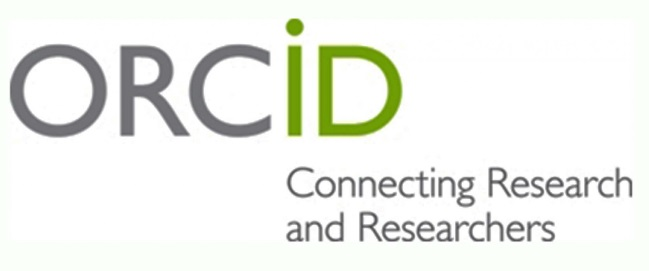 ORCiD
Connecting Research
and Researchers